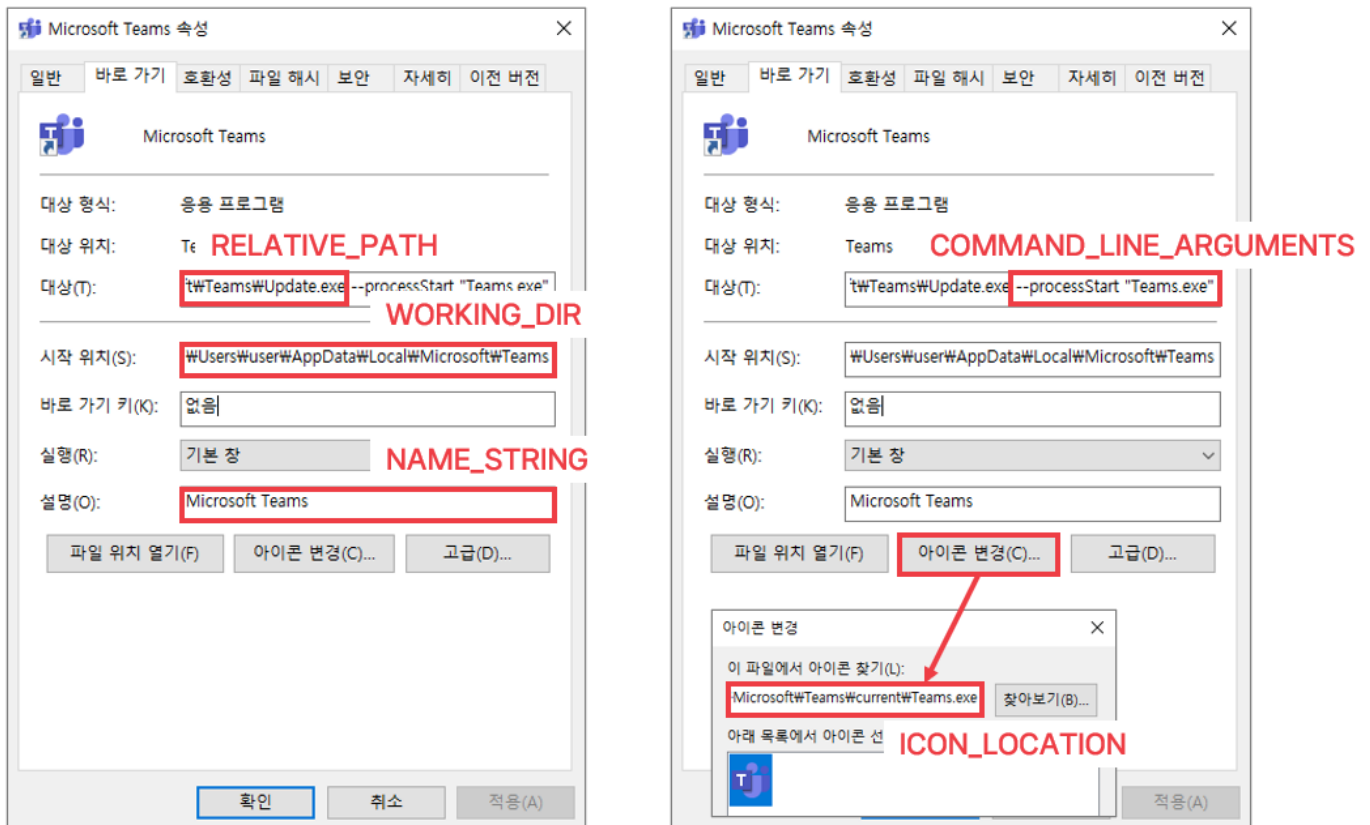 Microsoft Teams 속성
일반 바로 가기 호환성 파일 해시 보안 자세히 이전 버전
Microsoft Teams
대상 형식: 응용 프로그램
대상 위치: Te
RELATIVE_PATH
대상(T): t₩Teams₩Update.exe --processStart "Teams.exe"
WORKING_DIR
시작 위치(S): ₩Users₩user₩AppData₩Local₩Microsoft₩Teams
바로 가기 키(K): 없음
실행(R): 기본 창
NAME_STRING
설명(O): Microsoft Teams
파일 위치 열기(F) 아이콘 변경(C)... 고급(D)...
확인 취소 적용(A)
Microsoft Teams 속성
일반 바로 가기 호환성 파일 해시 보안 자세히 이전 버전
Microsoft Teams
대상 형식: 응용 프로그램
대상 위치: Teams
COMMAND_LINE_ARGUMENTS
대상(T): t₩Teams₩Update.exe --processStart "Teams.exe"
시작 위치(S): ₩Users₩user₩AppData₩Local₩Microsoft₩Teams
바로 가기 키(K): 없음
실행(R): 기본 창
설명(O): Microsoft Teams
파일 위치 열기(F) 아이콘 변경(C)... 고급(D)...
아이콘 변경
이 파일에서 아이콘 찾기(L):
Microsoft₩Teams₩current₩Teams.exe 찾아보기(B)...
아래 목록에서 아이콘 선
ICON_LOCATION
적용(A)